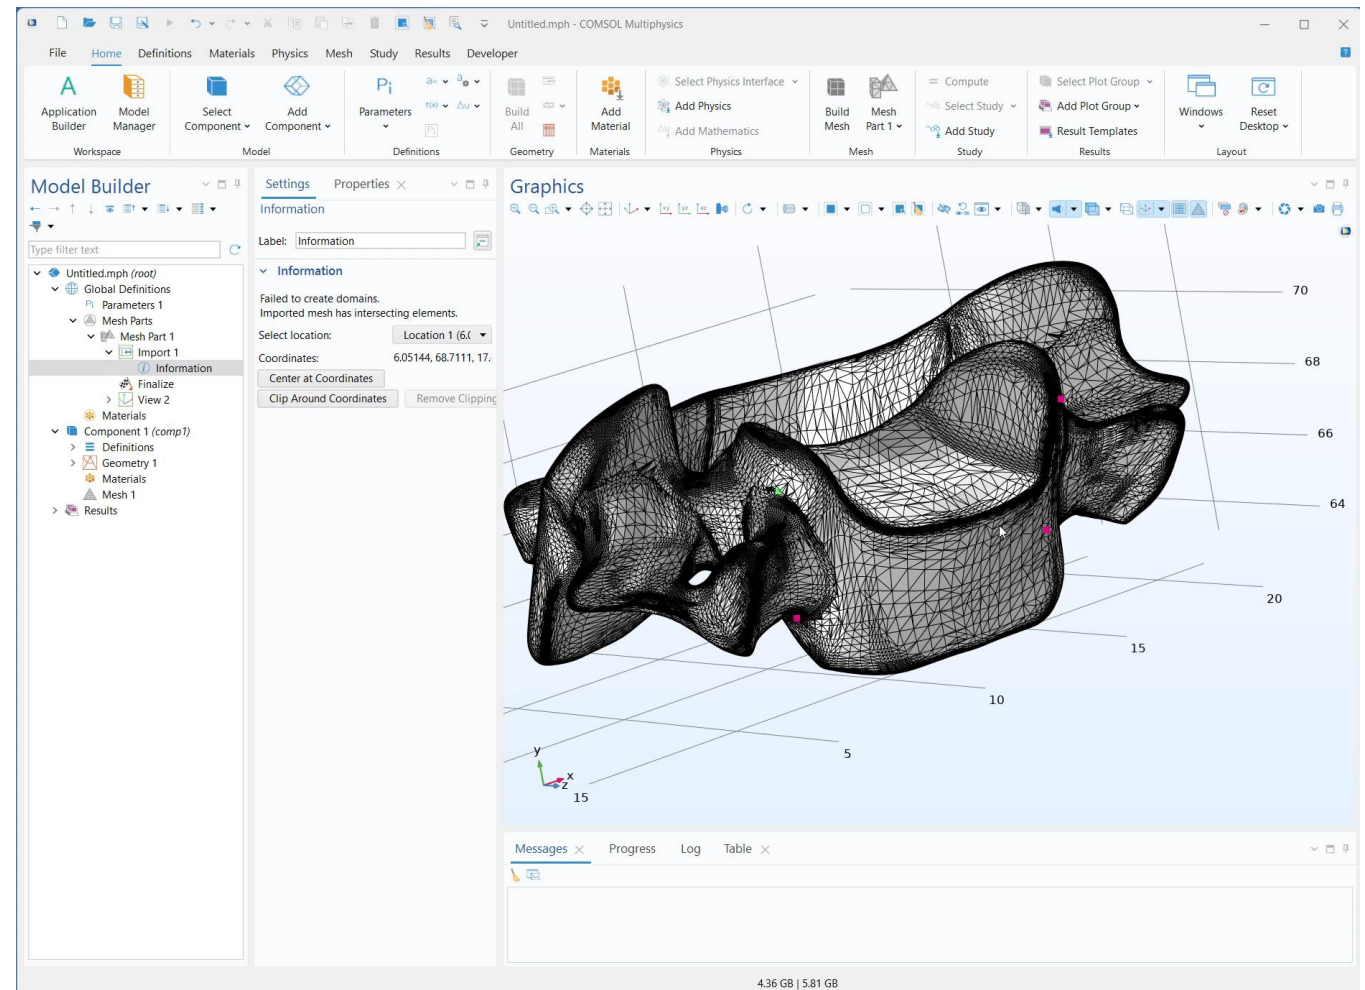 Untitled.mph - COMSOL Multiphysics
File Home Definitions Materials Physics Mesh Study Results Developer
Application Builder
Model Manager
Workspace
Select Component
Add Component
Model
Pi
Parameters
a=
f(x)
Δu
Definitions
Build All
Geometry
Add Material
Materials
Select Physics Interface
Add Physics
Add Mathematics
Physics
Build Mesh
Mesh Part 1
Mesh
= Compute
Select Study
Add Study
Study
Select Plot Group
Add Plot Group
Result Templates
Results
Windows
Reset Desktop
Layout
Model Builder
Type filter text
Untitled.mph (root)
Global Definitions
Pi Parameters 1
Mesh Parts
Mesh Part 1
Import 1
Information
Finalize
View 2
Materials
Component 1 (comp1)
Definitions
Geometry 1
Materials
Mesh 1
Results
Settings Properties
Information
Label: Information
Information
Failed to create domains.
Imported mesh has intersecting elements.
Select location: Location 1 (6.(
Coordinates: 6.05144, 68.7111, 17.
Center at Coordinates
Clip Around Coordinates Remove Clipping
Graphics
70
68
66
64
20
15
10
5
15
y
x
z
Messages Progress Log Table
4.36 GB | 5.81 GB